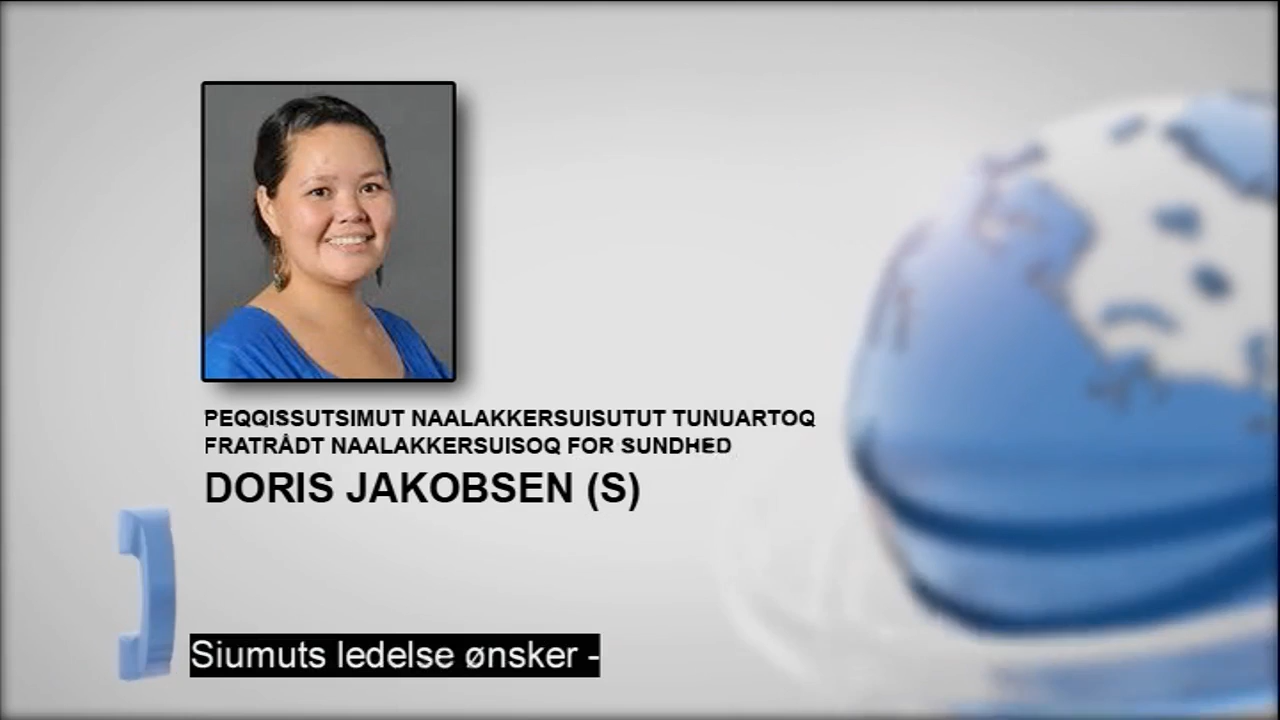 PEQQISSUTSIMUT NAALAKKERSUISUTUT TUNUARTOQ
FRATRÅDT NAALAKKERSUISOQ FOR SUNDHED
DORIS JAKOBSEN (S)
Siumuts ledelse ønsker -